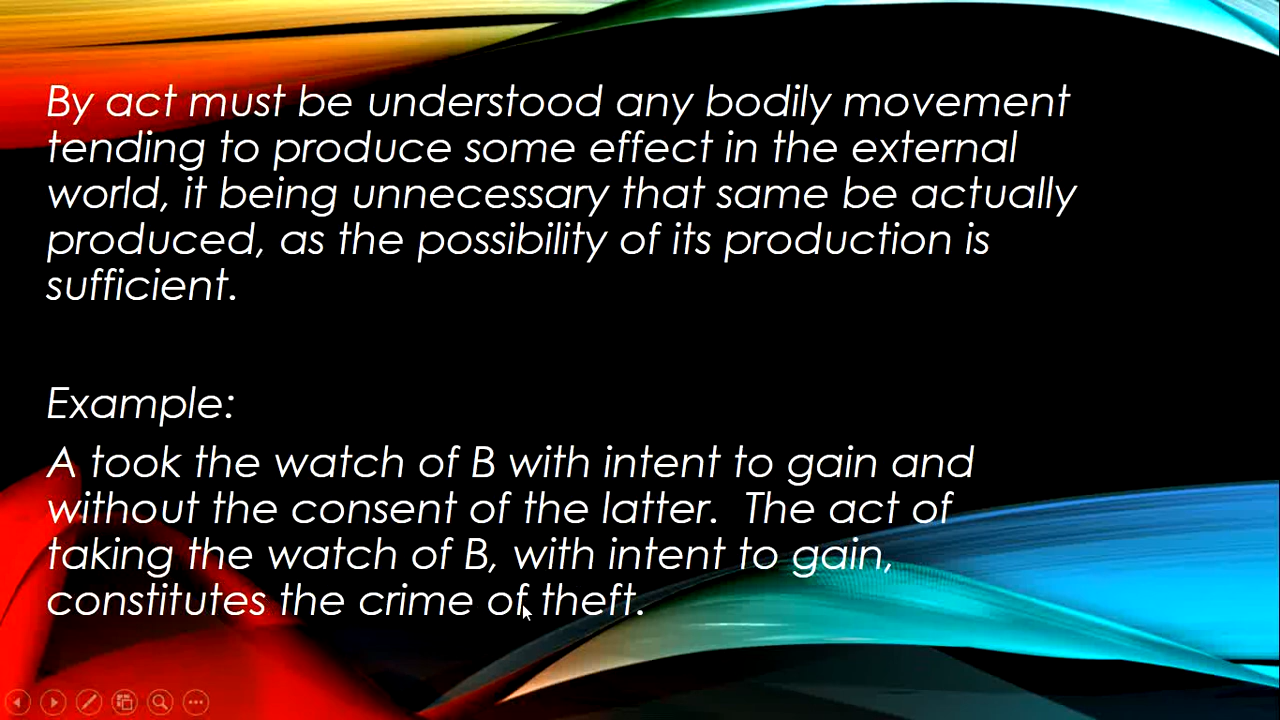 By act must be understood any bodily movement
tending to produce some effect in the external
world, it being unnecessary that same be actually
produced, as the possibility of its production is
sufficient.
Example:
A took the watch of B with intent to gain and
without the consent of the latter.  The act of
taking the watch of B, with intent to gain,
constitutes the crime of theft.